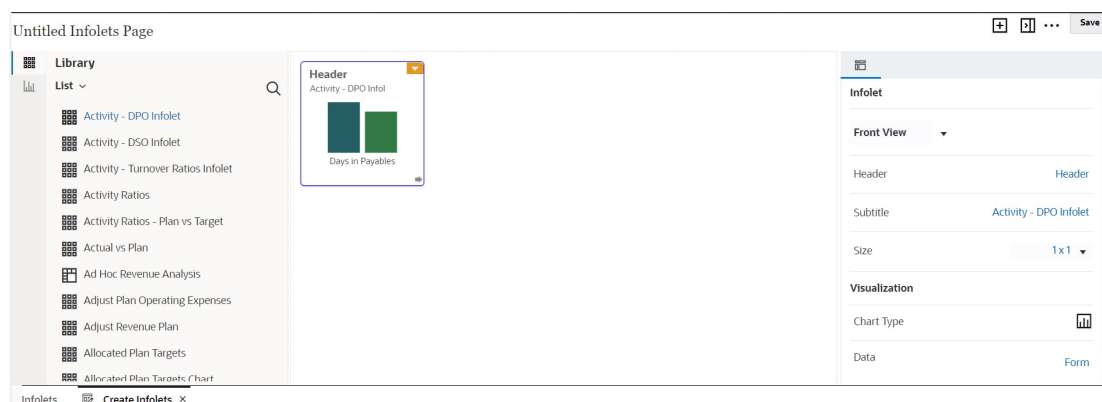 Untitled Infolets Page
Save
Library
List
Activity - DPO Infolet
Activity - DSO Infolet
Activity - Turnover Ratios Infolet
Activity Ratios
Activity Ratios - Plan vs Target
Actual vs Plan
Ad Hoc Revenue Analysis
Adjust Plan Operating Expenses
Adjust Revenue Plan
Allocated Plan Targets
Allocated Plan Targets Chart
Header
Activity - DPO Infol
Days in Payables
Infolet
Front View
Header Header
Subtitle Activity - DPO Infolet
Size 1 x 1
Visualization
Chart Type
Data Form
Infolets Create Infolets ×